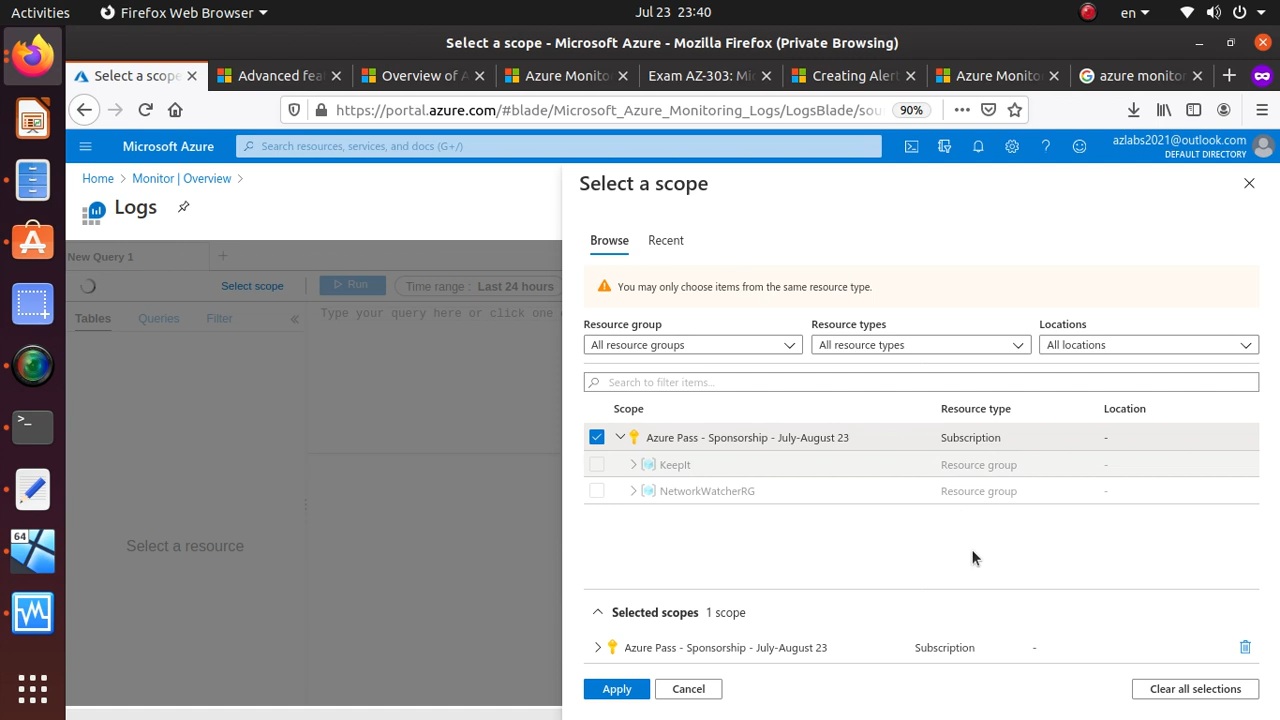 Activities
Firefox Web Browser
Jul 23 23:40
en
Select a scope - Microsoft Azure - Mozilla Firefox (Private Browsing)
Select a scope
Advanced fea
Overview of A
Azure Monito
Exam AZ-303: Mi
Creating Alert
Azure Monito
azure monito
https://portal.azure.com/#blade/Microsoft_Azure_Monitoring_Logs/LogsBlade/sou
90%
Microsoft Azure
Search resources, services, and docs (G+/)
azlabs2021@outlook.com
DEFAULT DIRECTORY
Home
Monitor | Overview
Logs
New Query 1
Select scope
Run
Time range : Last 24 hours
Tables
Queries
Filter
Type your query here or click one
Select a resource
Select a scope
Browse
Recent
You may only choose items from the same resource type.
Resource group
Resource types
Locations
All resource groups
All resource types
All locations
Search to filter items...
Scope
Resource type
Location
Azure Pass - Sponsorship - July-August 23
Subscription
-
KeepIt
Resource group
-
NetworkWatcherRG
Resource group
-
Selected scopes
1 scope
Azure Pass - Sponsorship - July-August 23
Subscription
-
Apply
Cancel
Clear all selections
64